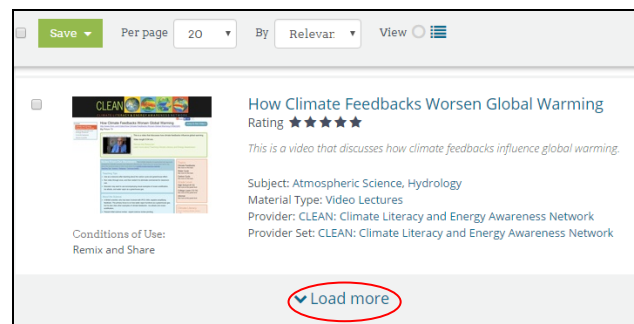 Save Per page 20 By Relevar View
CLEAN
How Climate Feedbacks Worsen Global Warming
Rating
This is a video that discusses how climate feedbacks influence global warming.
Subject: Atmospheric Science, Hydrology
Material Type: Video Lectures
Provider: CLEAN: Climate Literacy and Energy Awareness Network
Provider Set: CLEAN: Climate Literacy and Energy Awareness Network
Conditions of Use:
Remix and Share
Load more